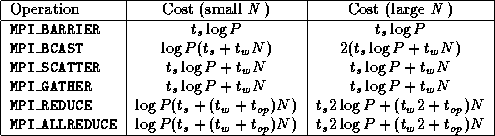 Operation Cost (small N ) Cost (large N )
MPI_BARRIER t_s log P t_s log P
MPI_BCAST log P(t_s + t_w N) 2(t_s log P + t_w N)
MPI_SCATTER t_s log P + t_w N t_s log P + t_w N
MPI_GATHER t_s log P + t_w N t_s log P + t_w N
MPI_REDUCE log P(t_s + (t_w + t_op)N) t_s 2 log P + (t_w 2 + t_op)N
MPI_ALLREDUCE log P(t_s + (t_w + t_op)N) t_s 2 log P + (t_w 2 + t_op)N